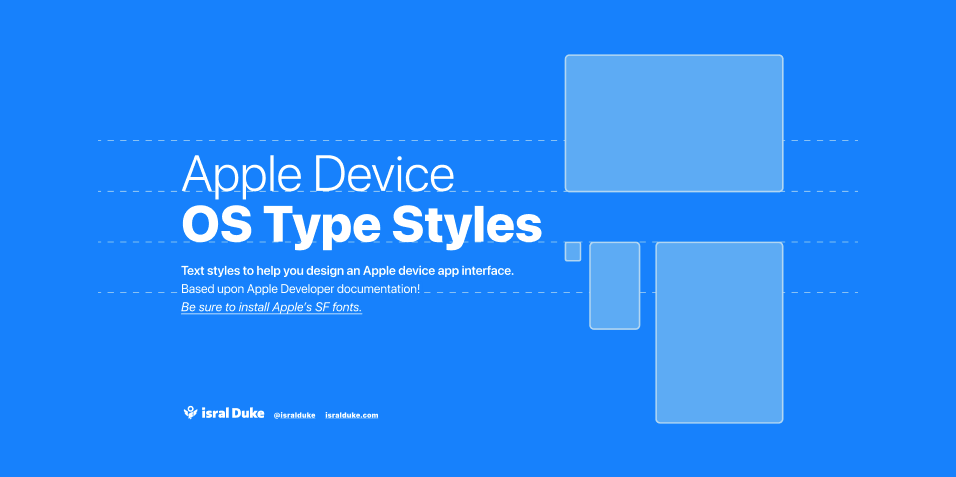 Apple Device
OS Type Styles
Text styles to help you design an Apple device app interface.
Based upon Apple Developer documentation!
Be sure to install Apple's SF fonts.
isral Duke @isralduke isralduke.com